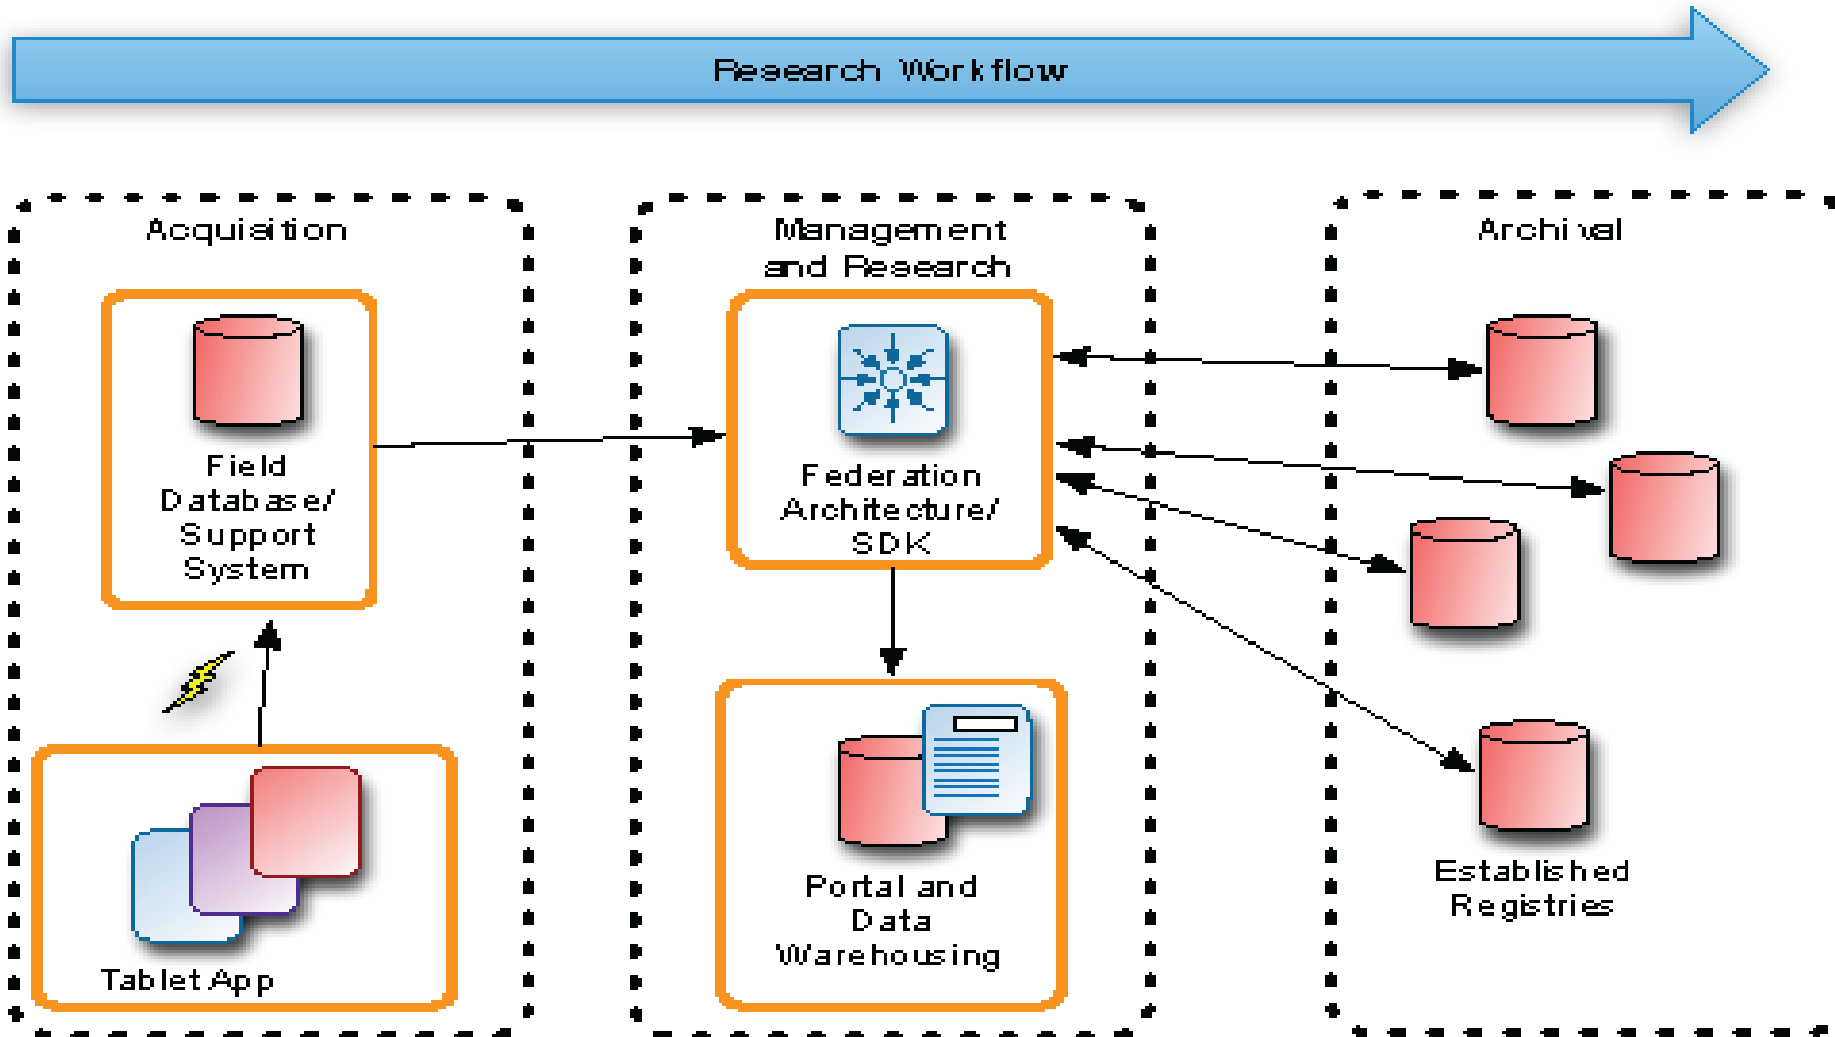 Research Workflow
Acquisition
Field
Database/
Support
System
Tablet App
Management
and Research
Federation
Architecture/
SDK
Portal and
Data
Warehousing
Archival
Established
Registries